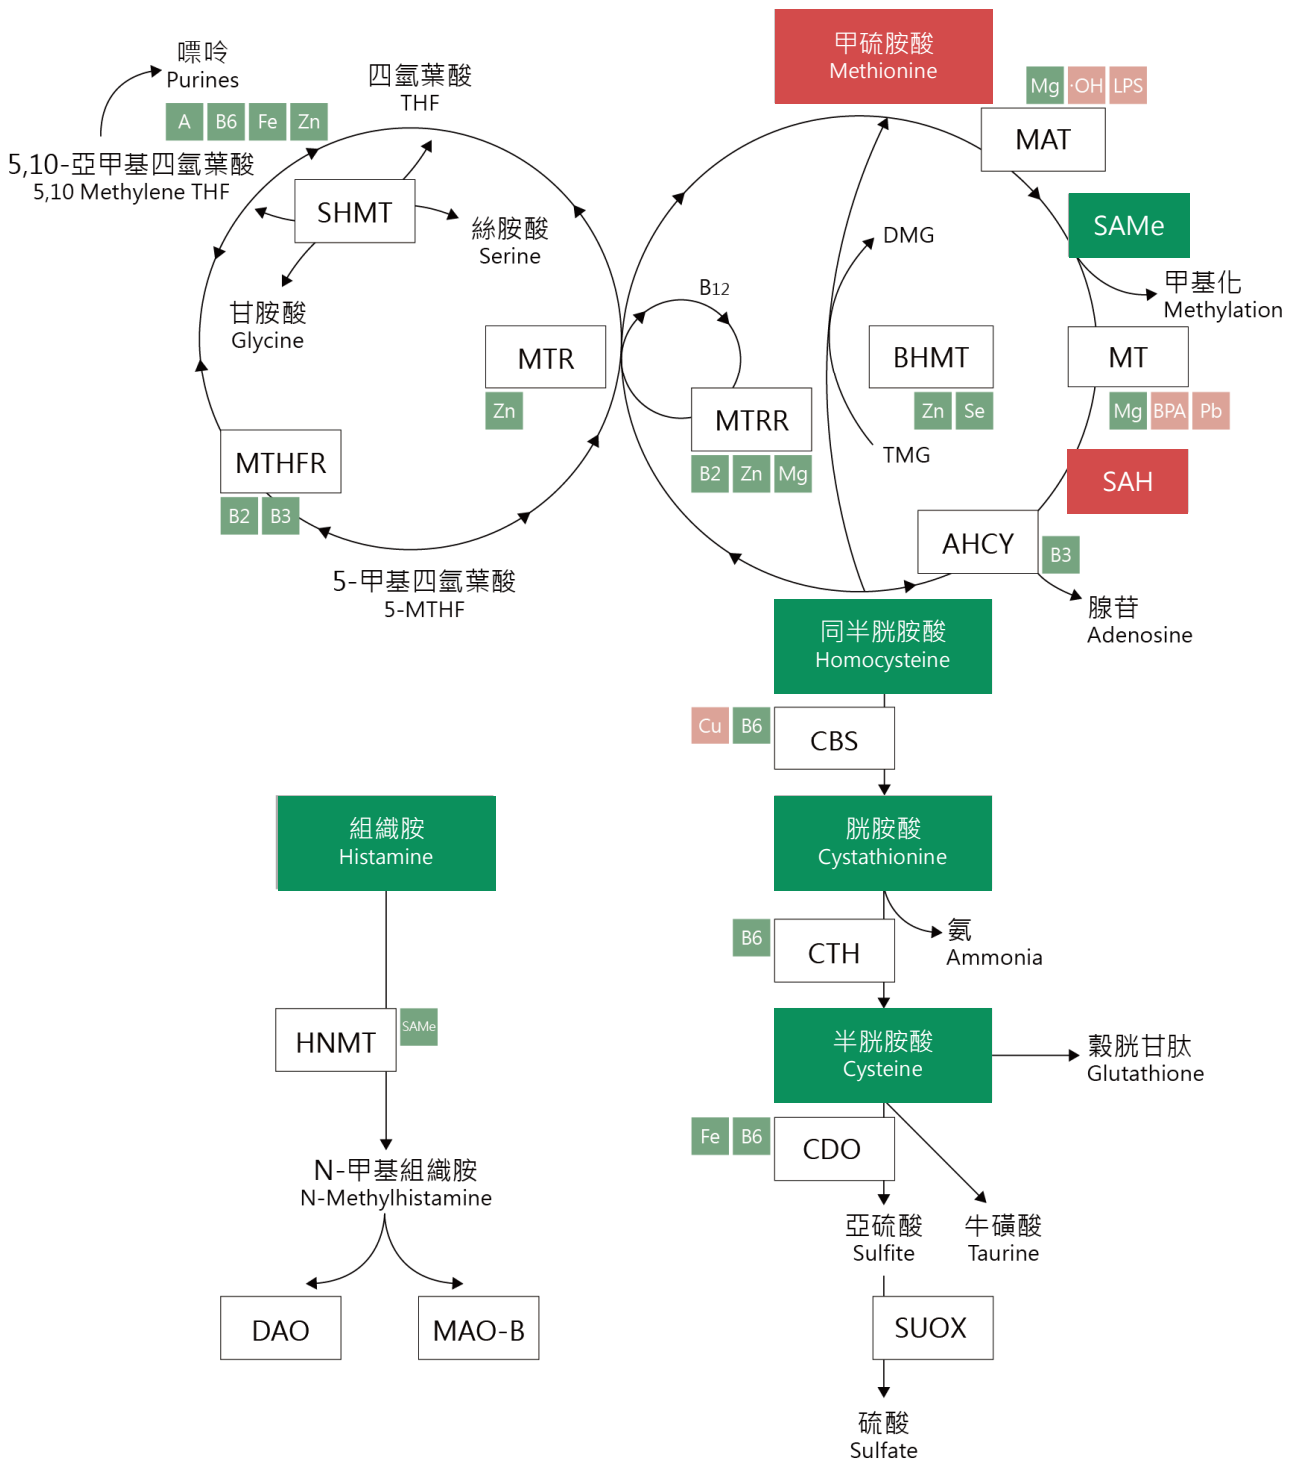 嘌呤
Purines
A B6 Fe Zn
四氫葉酸
THF
5,10-亞甲基四氫葉酸
5,10 Methylene THF
SHMT
絲胺酸
Serine
甘胺酸
Glycine
MTR
Zn
MTHFR
B2 B3
5-甲基四氫葉酸
5-MTHF
甲硫胺酸
Methionine
Mg ·OH LPS
MAT
SAMe
甲基化
Methylation
B12
DMG
BHMT
Zn Se
TMG
MTRR
B2 Zn Mg
MT
Mg BPA Pb
SAH
AHCY
B3
腺苷
Adenosine
同半胱胺酸
Homocysteine
Cu B6
CBS
胱胺酸
Cystathionine
B6
CTH
氨
Ammonia
半胱胺酸
Cysteine
穀胱甘肽
Glutathione
Fe B6
CDO
亞硫酸
Sulfite
牛磺酸
Taurine
SUOX
硫酸
Sulfate
組織胺
Histamine
HNMT
SAMe
N-甲基組織胺
N-Methylhistamine
DAO
MAO-B